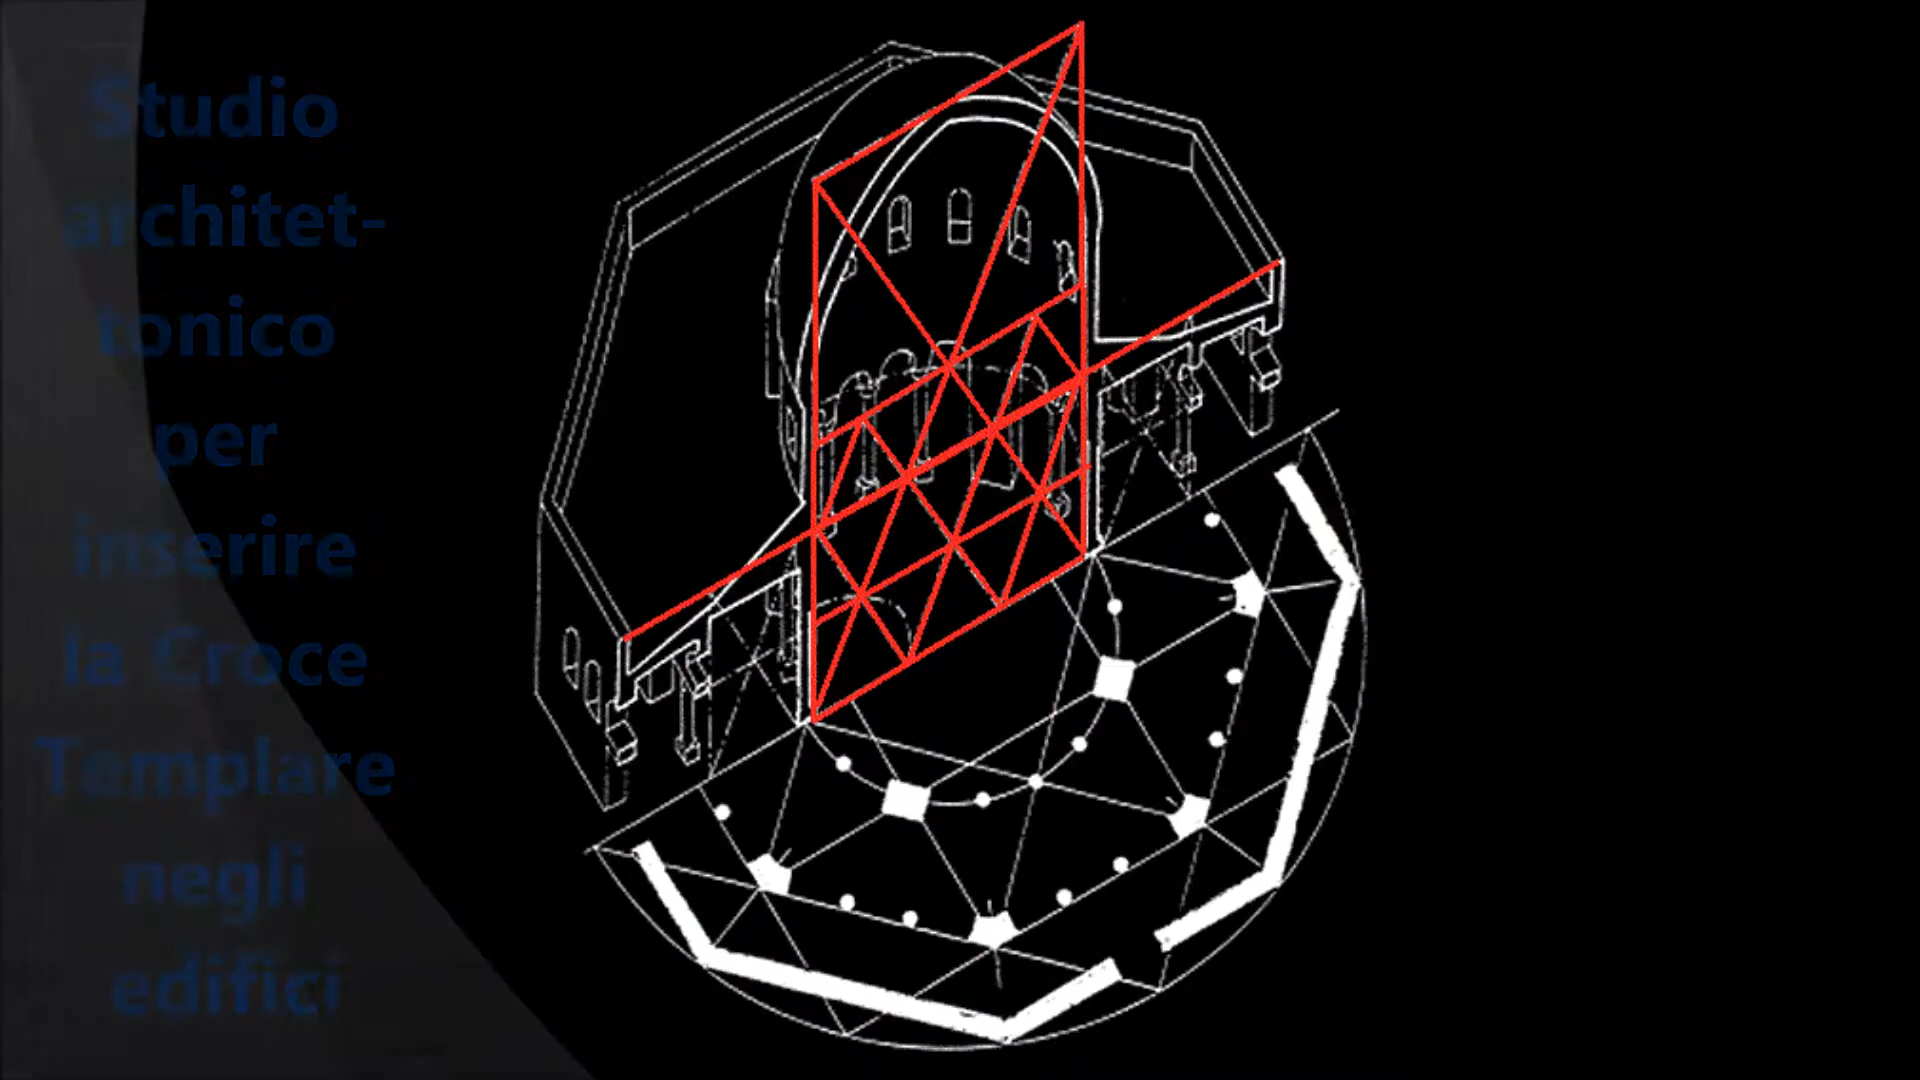 Studio
architet-
tonico
per
inserire
la Croce
Templare
negli
edifici